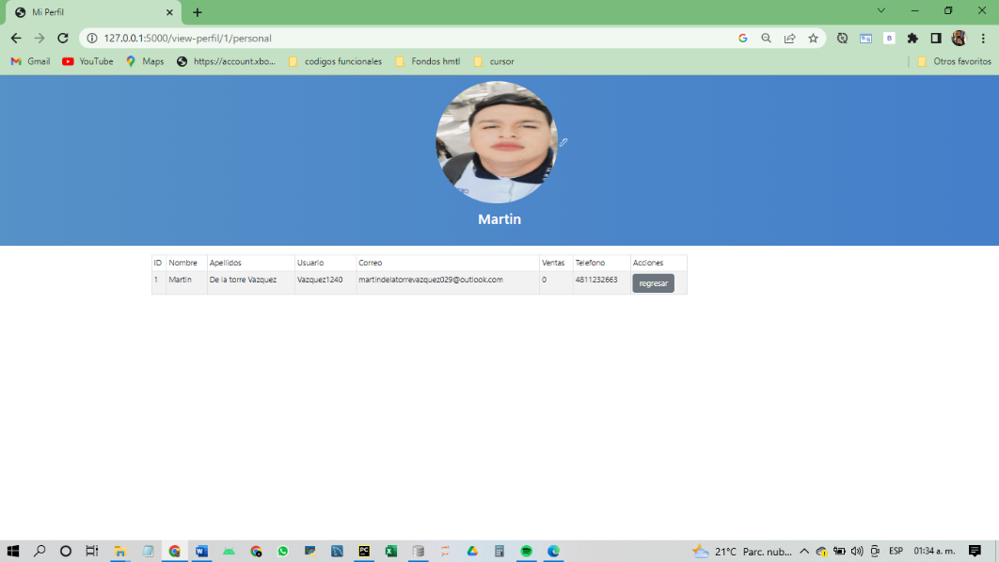 Mi Perfil
127.0.0.1:5000/view-perfil/1/personal
Gmail YouTube Maps https://account.xbo... codigos funcionales Fondos hmtl cursor Otros favoritos
Martin
ID Nombre Apellidos Usuario Correo Ventas Telefono Acciones
1 Martin De la torre Vazquez Vazquez1240 martindelatorrevazquez029@outlook.com 0 4811232663 regresar
21°C Parc. nub... ESP 01:34 a. m.